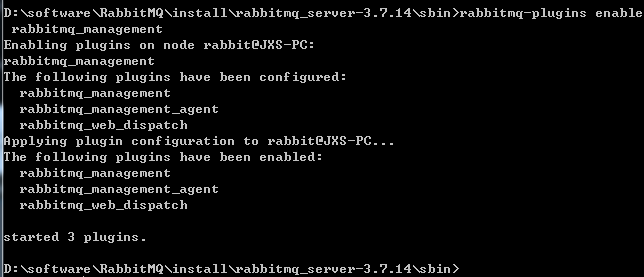 D:\software\RabbitMQ\install\rabbitmq_server-3.7.14\sbin>rabbitmq-plugins enable
 rabbitmq_management
Enabling plugins on node rabbit@JXS-PC:
rabbitmq_management
The following plugins have been configured:
  rabbitmq_management
  rabbitmq_management_agent
  rabbitmq_web_dispatch
Applying plugin configuration to rabbit@JXS-PC...
The following plugins have been enabled:
  rabbitmq_management
  rabbitmq_management_agent
  rabbitmq_web_dispatch

started 3 plugins.

D:\software\RabbitMQ\install\rabbitmq_server-3.7.14\sbin>